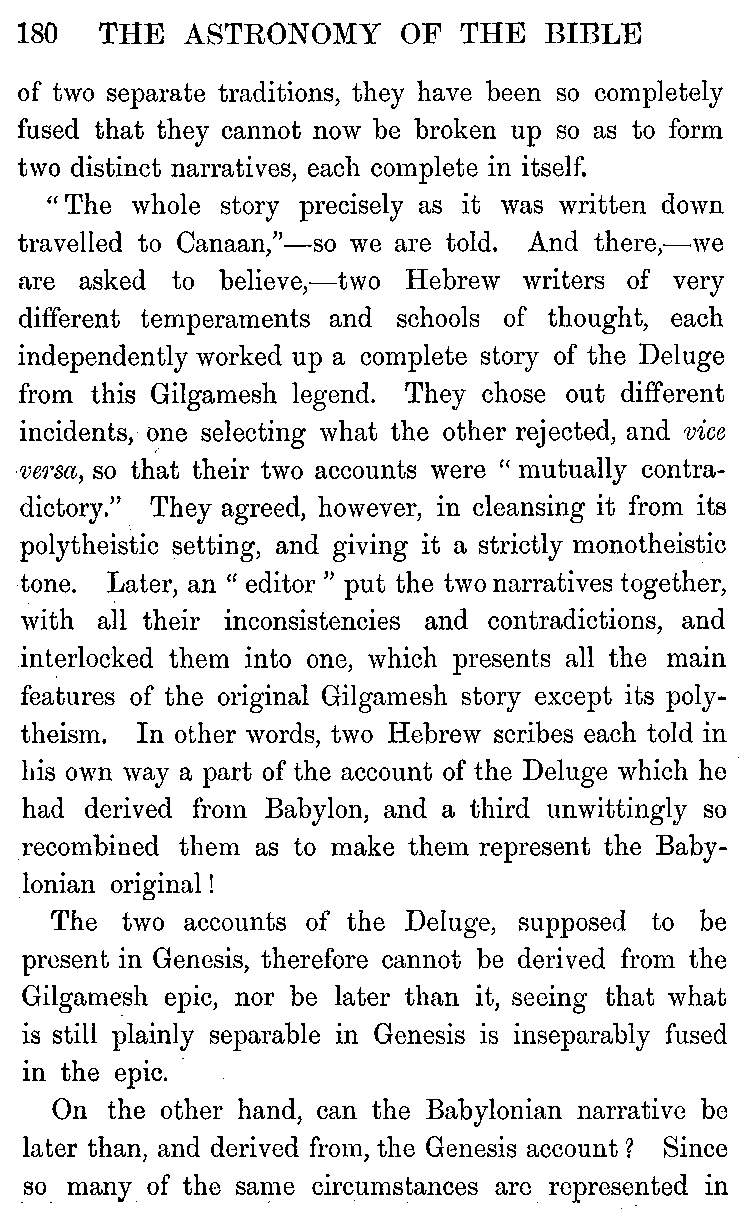 180 THE ASTRONOMY OF THE BIBLE
of two separate traditions, they have been so completely
fused that they cannot now be broken up so as to form
two distinct narratives, each complete in itself.
“The whole story precisely as it was written down
travelled to Canaan,”—so we are told. And there,—we
are asked to believe,—two Hebrew writers of very
different temperaments and schools of thought, each
independently worked up a complete story of the Deluge
from this Gilgamesh legend. They chose out different
incidents, one selecting what the other rejected, and vice
versa, so that their two accounts were “mutually contra-
dictory.” They agreed, however, in cleansing it from its
polytheistic setting, and giving it a strictly monotheistic
tone. Later, an “editor” put the two narratives together,
with all their inconsistencies and contradictions, and
interlocked them into one, which presents all the main
features of the original Gilgamesh story except its poly-
theism. In other words, two Hebrew scribes each told in
his own way a part of the account of the Deluge which he
had derived from Babylon, and a third unwittingly so
recombined them as to make them represent the Baby-
lonian original!
The two accounts of the Deluge, supposed to be
present in Genesis, therefore cannot be derived from the
Gilgamesh epic, nor be later than it, seeing that what
is still plainly separable in Genesis is inseparably fused
in the epic.
On the other hand, can the Babylonian narrative be
later than, and derived from, the Genesis account? Since
so many of the same circumstances are represented in